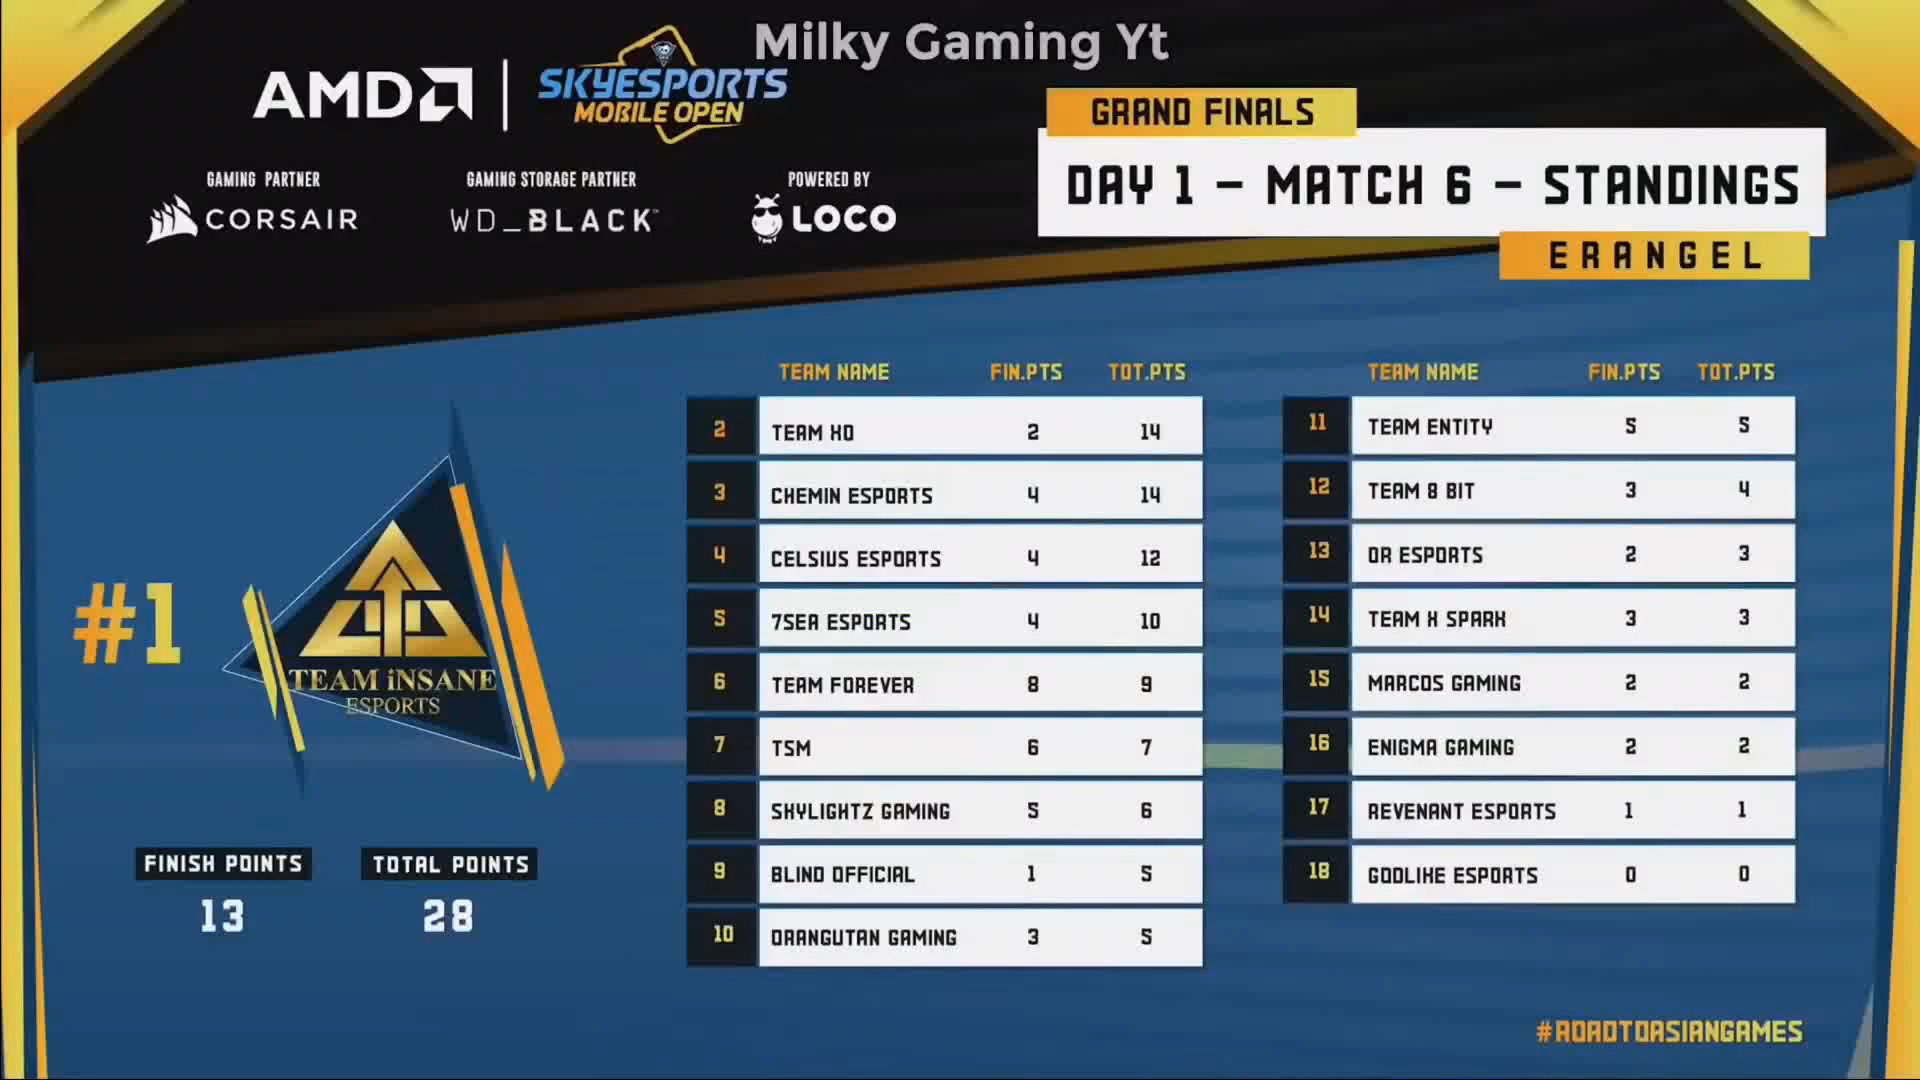 Milky Gaming Yt
AMD
SKYESPORTS
MOBILE OPEN
GRAND FINALS
DAY 1 - MATCH 6 - STANDINGS
ERANGEL
GAMING PARTNER
CORSAIR
GAMING STORAGE PARTNER
WD_BLACK™
POWERED BY
LOCO
#1
TEAM iNSANE
ESPORTS
FINISH POINTS
13
TOTAL POINTS
28
TEAM NAME FIN.PTS TOT.PTS
2 TEAM XO 2 14
3 CHEMIN ESPORTS 4 14
4 CELSIUS ESPORTS 4 12
5 7SEA ESPORTS 4 10
6 TEAM FOREVER 8 9
7 TSM 6 7
8 SKYLIGHTZ GAMING 5 6
9 BLIND OFFICIAL 1 5
10 ORANGUTAN GAMING 3 5
TEAM NAME FIN.PTS TOT.PTS
11 TEAM ENTITY 5 5
12 TEAM 8 BIT 3 4
13 OR ESPORTS 2 3
14 TEAM X SPARK 3 3
15 MARCOS GAMING 2 2
16 ENIGMA GAMING 2 2
17 REVENANT ESPORTS 1 1
18 GODLIKE ESPORTS 0 0
#ROADTOASIANGAMES